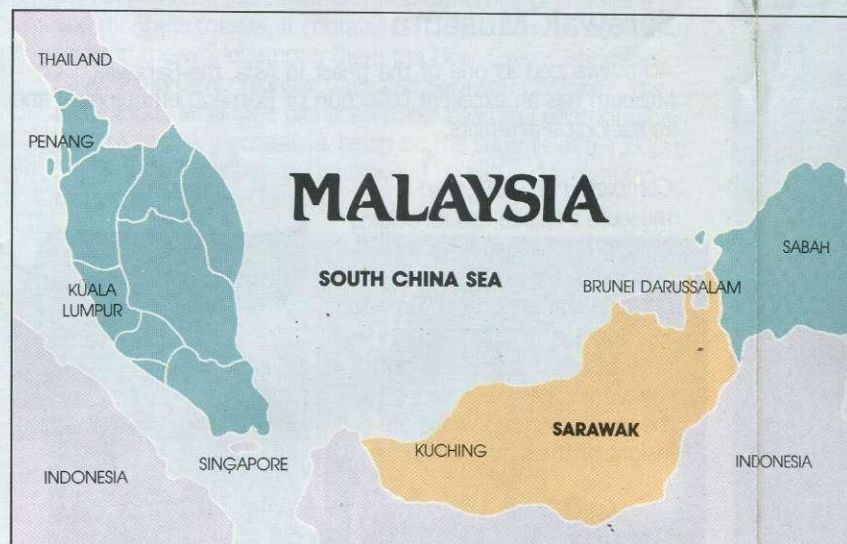 THAILAND
PENANG
MALAYSIA
SABAH
SOUTH CHINA SEA
BRUNEI DARUSSALAM
KUALA
LUMPUR
SARAWAK
KUCHING
SINGAPORE
INDONESIA
INDONESIA